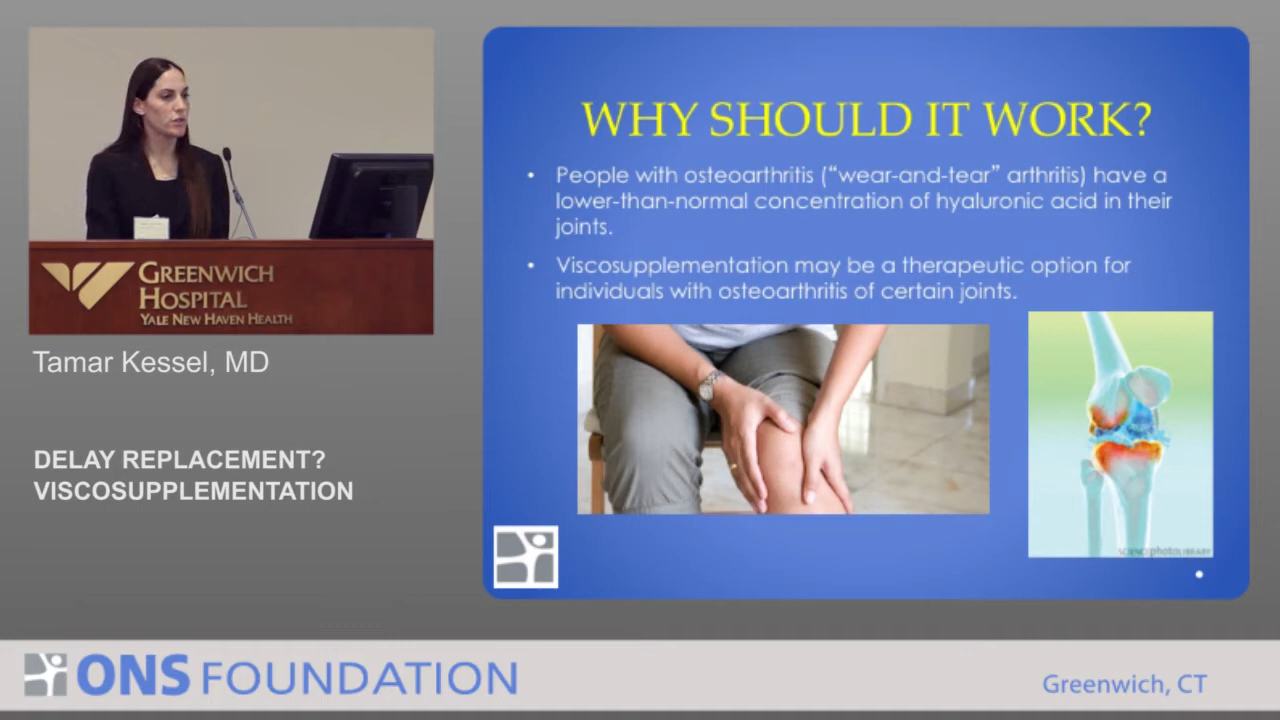 GREENWICH
HOSPITAL
YALE NEW HAVEN HEALTH
Tamar Kessel, MD
DELAY REPLACEMENT?
VISCOSUPPLEMENTATION
WHY SHOULD IT WORK?
• People with osteoarthritis (“wear-and-tear” arthritis) have a
lower-than-normal concentration of hyaluronic acid in their
joints.
• Viscosupplementation may be a therapeutic option for
individuals with osteoarthritis of certain joints.
SCIENCEphotoLIBRARY
ONS FOUNDATION
Greenwich, CT